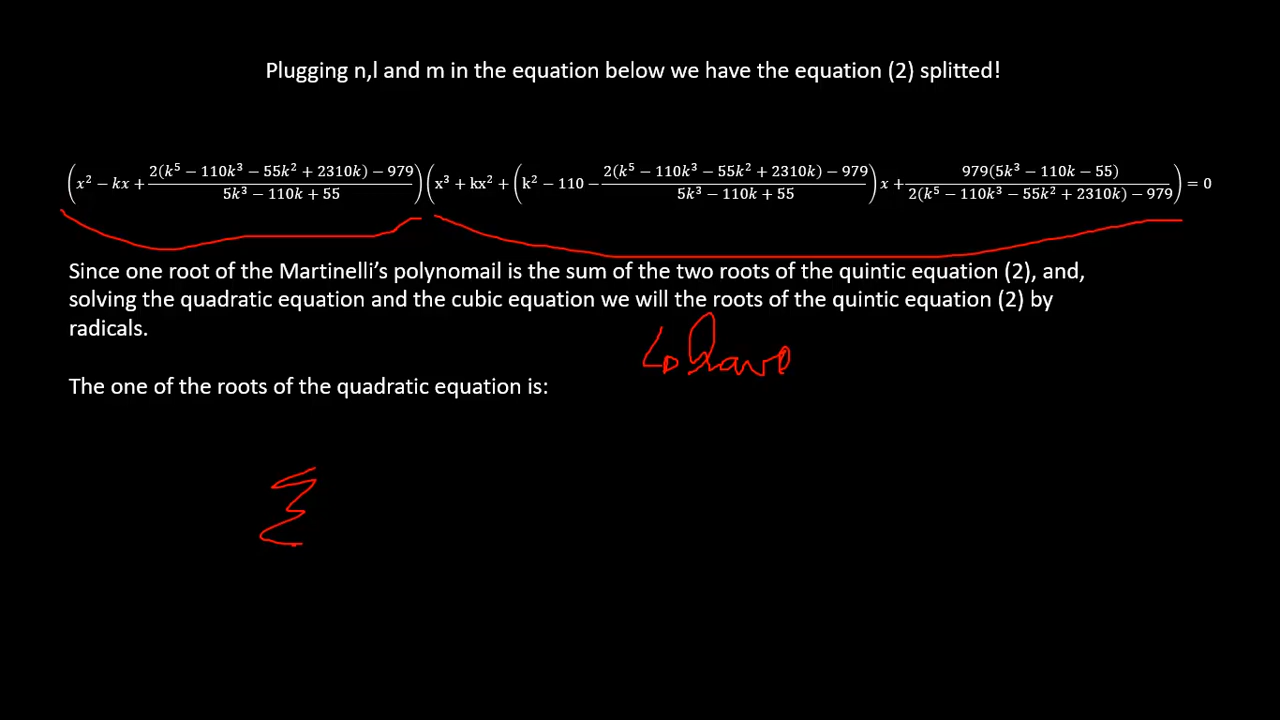 Plugging n,l and m in the equation below we have the equation (2) splitted!
(x² − kx + \frac{2(k⁵ − 110k³ − 55k² + 2310k) − 979}{5k³ − 110k + 55})(x³ + kx² + (k² − 110 − \frac{2(k⁵ − 110k³ − 55k² + 2310k) − 979}{5k³ − 110k + 55})x + \frac{979(5k³ − 110k − 55)}{2(k⁵ − 110k³ − 55k² + 2310k) − 979}) = 0
Since one root of the Martinelli’s polynomail is the sum of the two roots of the quintic equation (2), and,
solving the quadratic equation and the cubic equation we will the roots of the quintic equation (2) by
radicals.
have
The one of the roots of the quadratic equation is: